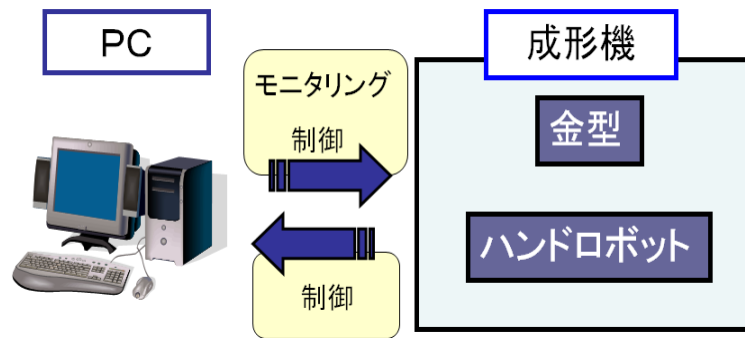 PC
成形機
モニタリング
制御
金型
ハンドロボット
制御